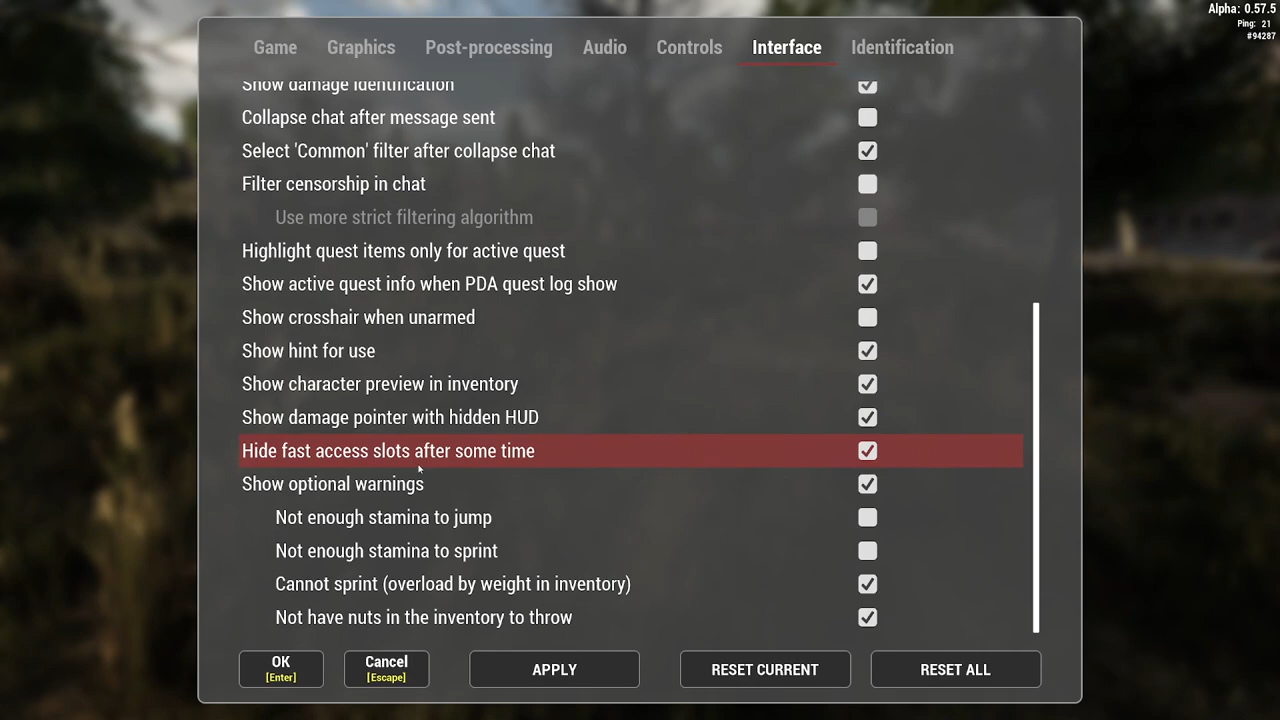 Alpha: 0.57.5
Ping: 21
#94287
Game Graphics Post-processing Audio Controls Interface Identification
Show damage identification
Collapse chat after message sent
Select 'Common' filter after collapse chat
Filter censorship in chat
Use more strict filtering algorithm
Highlight quest items only for active quest
Show active quest info when PDA quest log show
Show crosshair when unarmed
Show hint for use
Show character preview in inventory
Show damage pointer with hidden HUD
Hide fast access slots after some time
Show optional warnings
Not enough stamina to jump
Not enough stamina to sprint
Cannot sprint (overload by weight in inventory)
Not have nuts in the inventory to throw
OK Cancel APPLY RESET CURRENT RESET ALL
[Enter] [Escape]